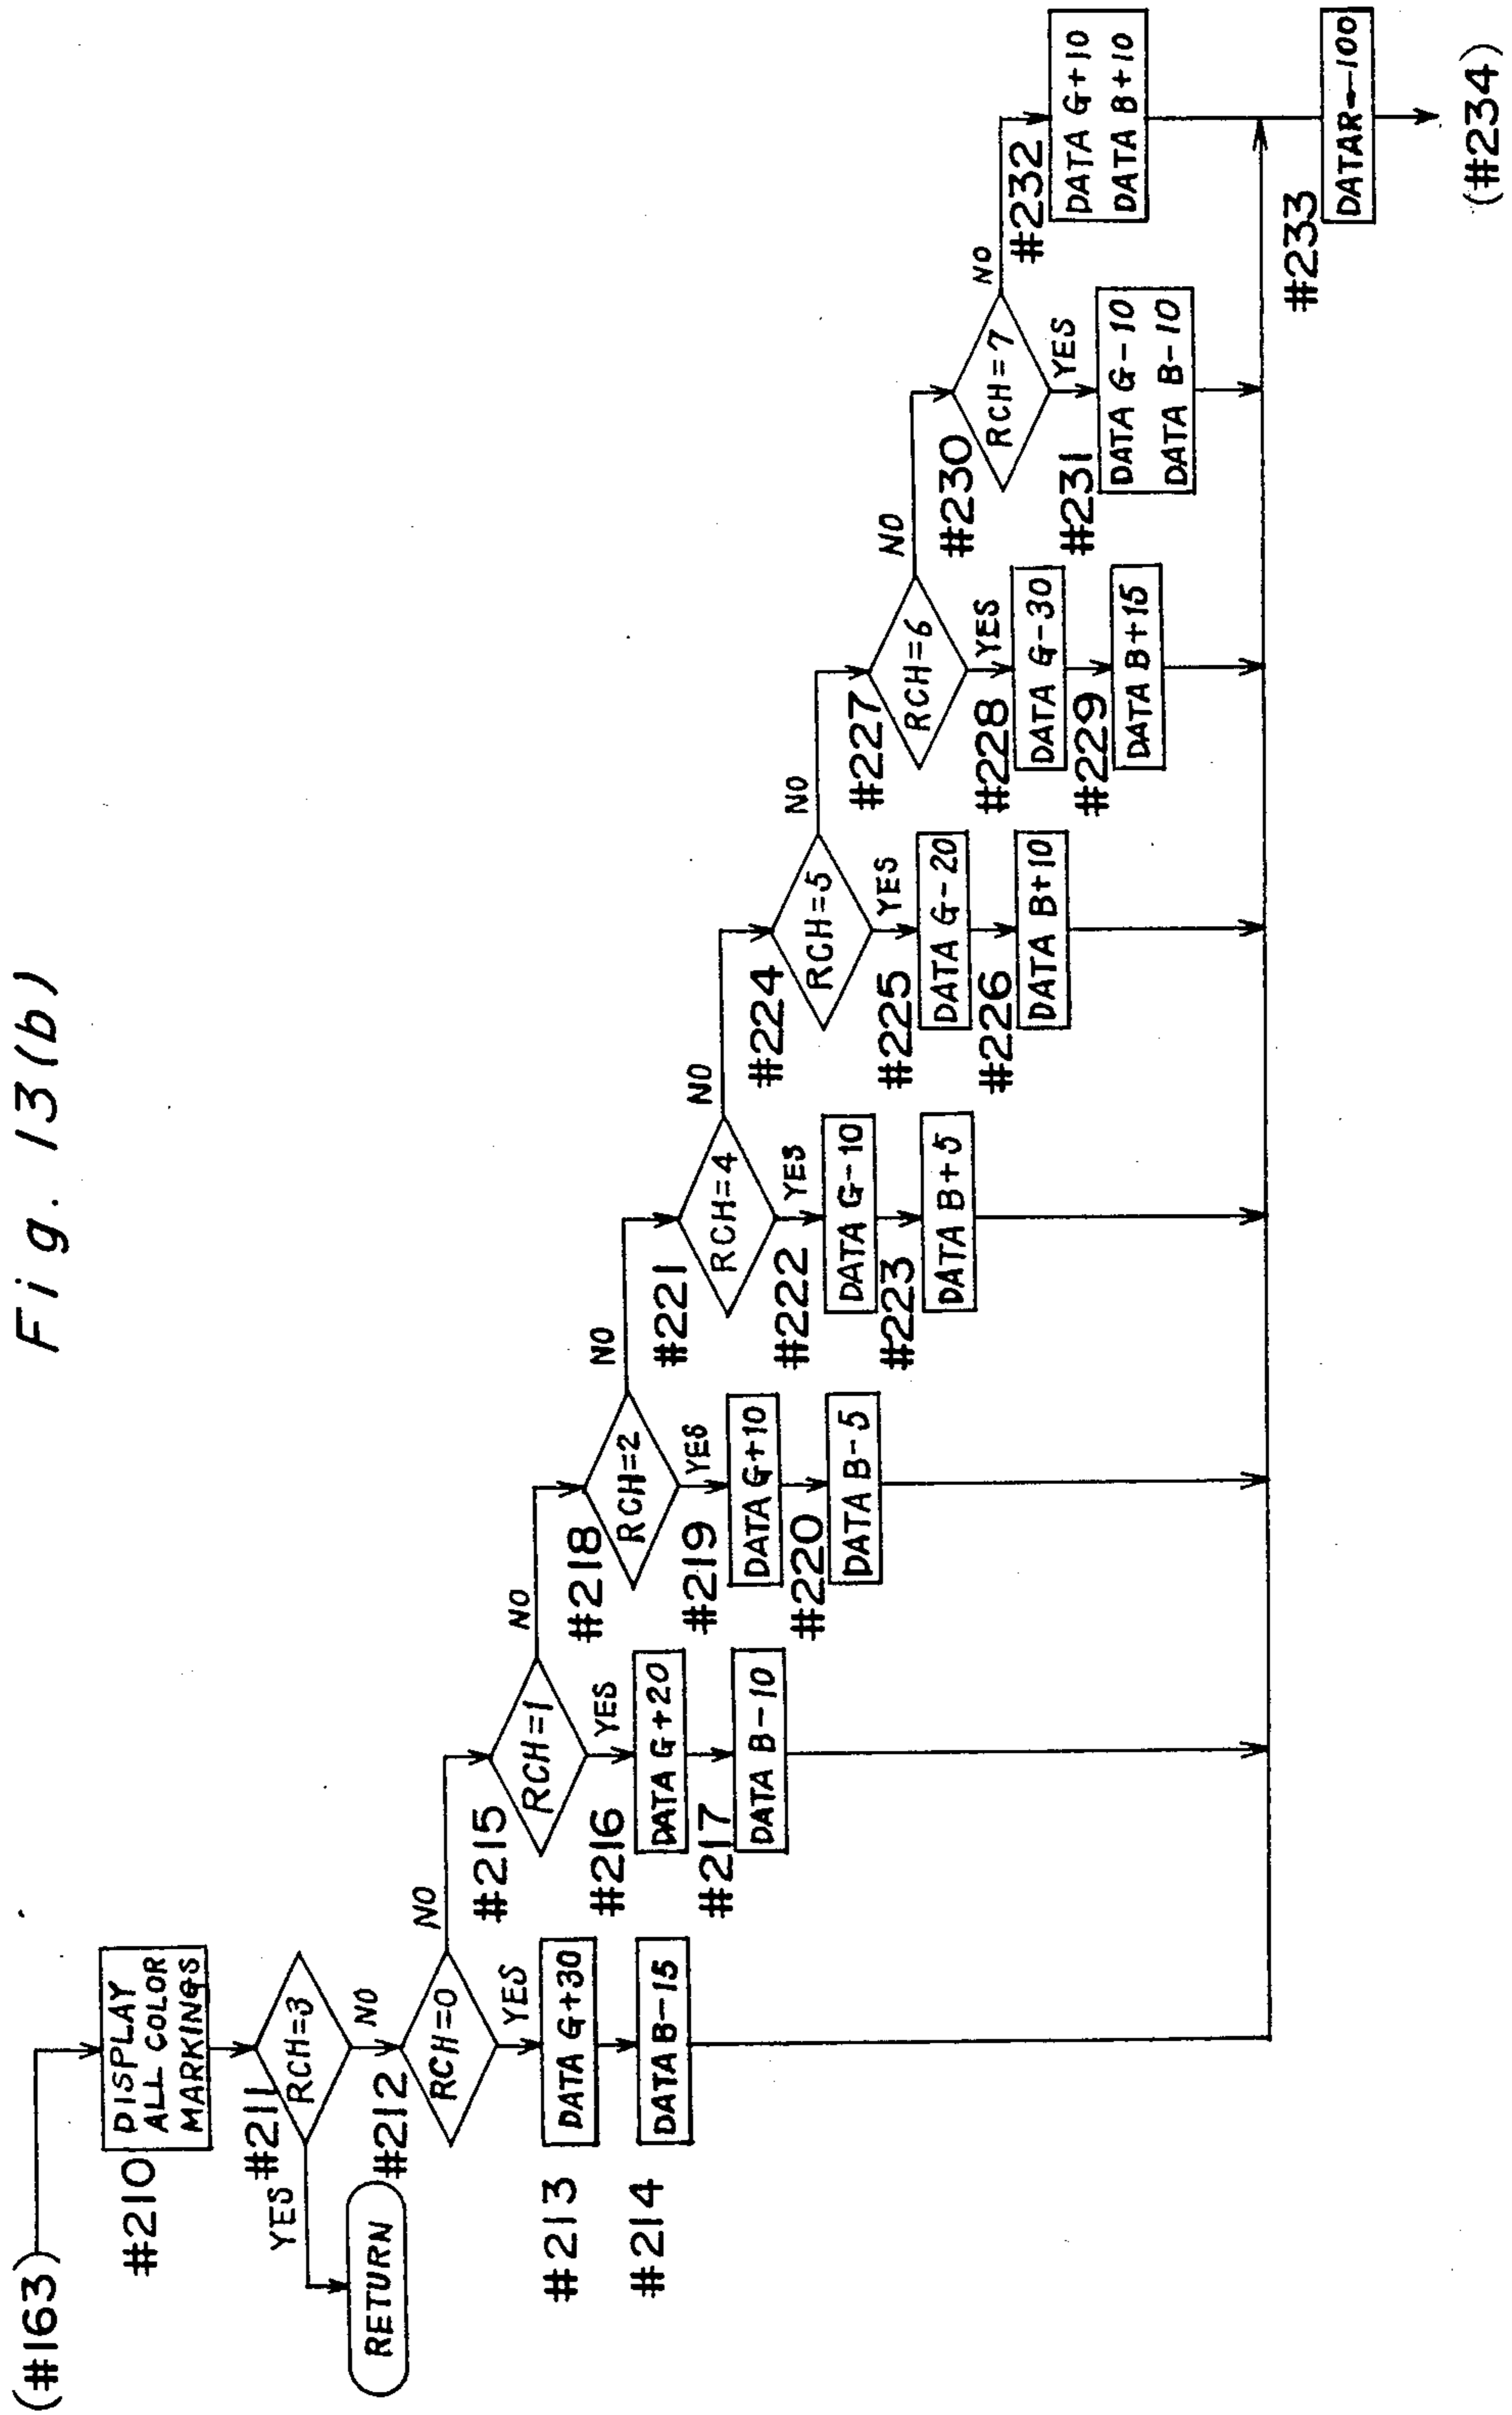 Fig. 13(b)
(#163)
#210
DISPLAY
ALL COLOR
MARKINGS
#211
RCH=3
YES
NO
RETURN
#212
RCH=0
NO
YES
#213
DATA G+30
#214
DATA B-15
#215
RCH=1
NO
YES
#216
DATA G+20
#217
DATA B-10
#218
RCH=2
NO
YES
#219
DATA G+10
#220
DATA B-5
#221
RCH=4
NO
YES
#222
DATA G-10
#223
DATA B+5
#224
RCH=5
NO
YES
#225
DATA G-20
#226
DATA B+10
#227
RCH=6
NO
YES
#228
DATA G-30
#229
DATA B+15
#230
RCH=7
NO
YES
#231
DATA G-10
DATA B-10
#232
DATA G+10
DATA B+10
#233
DATAR←100
(#234)